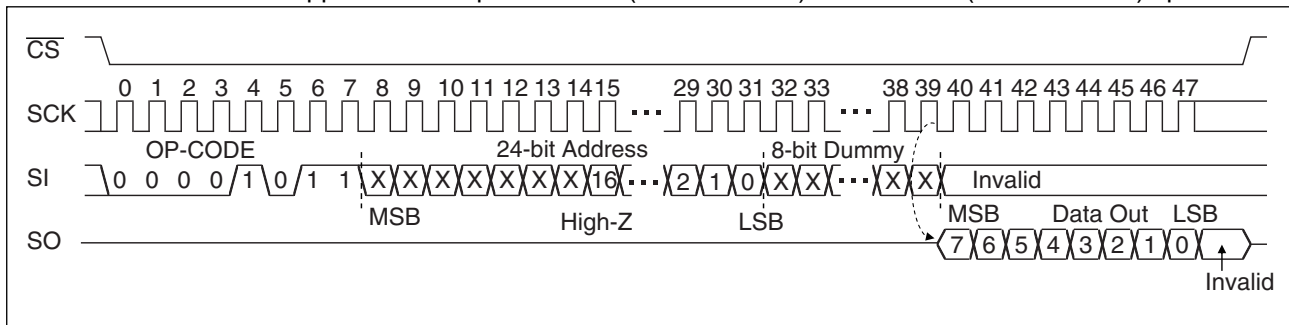 CS
0 1 2 3 4 5 6 7 8 9 10 11 12 13 14 15 29 30 31 32 33 38 39 40 41 42 43 44 45 46 47
SCK
OP-CODE 24-bit Address 8-bit Dummy
SI 0 0 0 0 1 0 1 1 X X X X X X X 16 ··· 2 1 0 X X ··· X X Invalid
MSB High-Z LSB MSB Data Out LSB
SO 7 6 5 4 3 2 1 0
Invalid